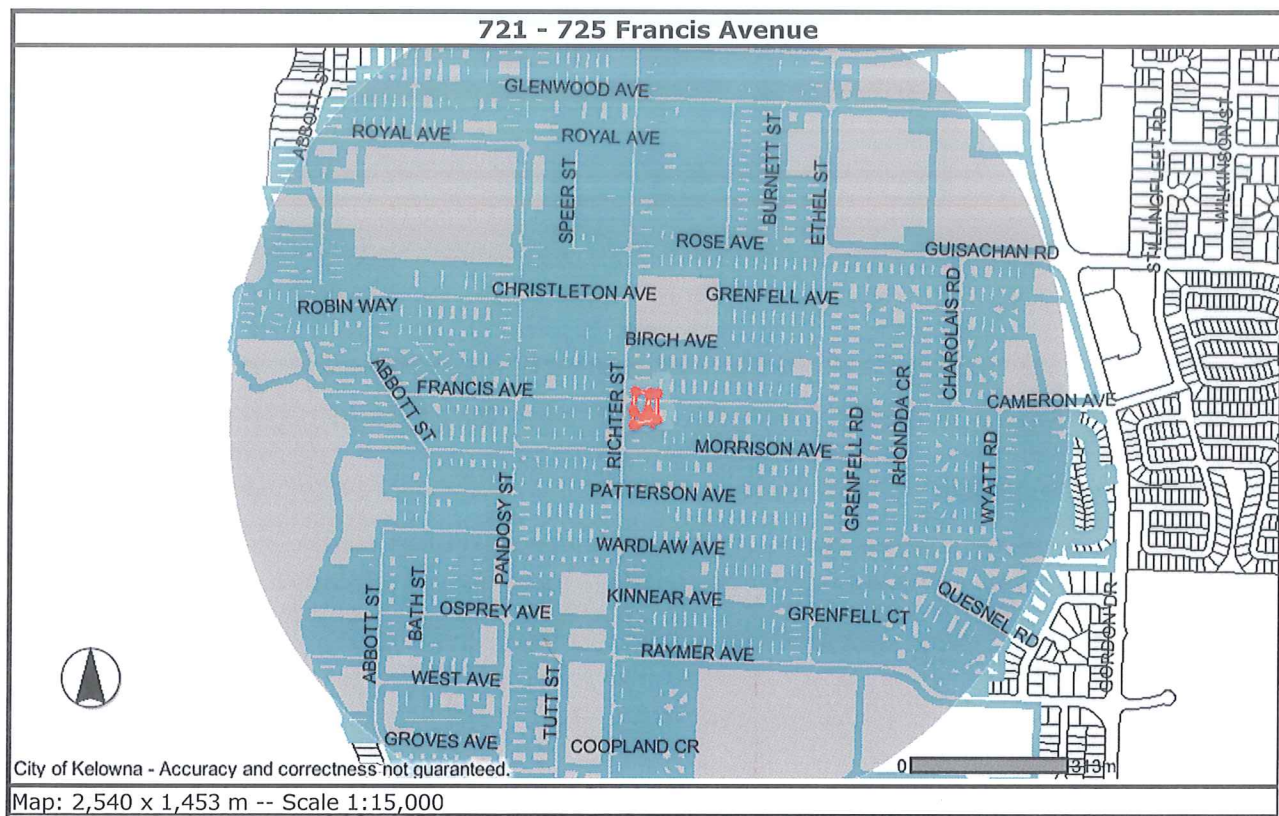 721 - 725 Francis Avenue
GLENWOOD AVE
ABBOTT ST
ROYAL AVE
ROYAL AVE
SPEER ST
BURNETT ST
ETHEL ST
STILLINGFLEET RD
WILKINSON ST
ROSE AVE
GUISACHAN RD
CHRISTLETON AVE
GRENFELL AVE
ROBIN WAY
CHAROLAIS RD
BIRCH AVE
ABBOTT ST
FRANCIS AVE
RICHTER ST
RHONDDA CR
CAMERON AVE
GRENFELL RD
MORRISON AVE
WYATT RD
PANDOSY ST
PATTERSON AVE
WARDLAW AVE
ABBOTT ST
BATH ST
OSPREY AVE
KINNEAR AVE
GRENFELL CT
QUESNEL RD
GORDON DR
RAYMER AVE
WEST AVE
TUTT ST
GROVES AVE
COOPLAND CR
City of Kelowna - Accuracy and correctness not guaranteed.
0
Map: 2,540 x 1,453 m -- Scale 1:15,000